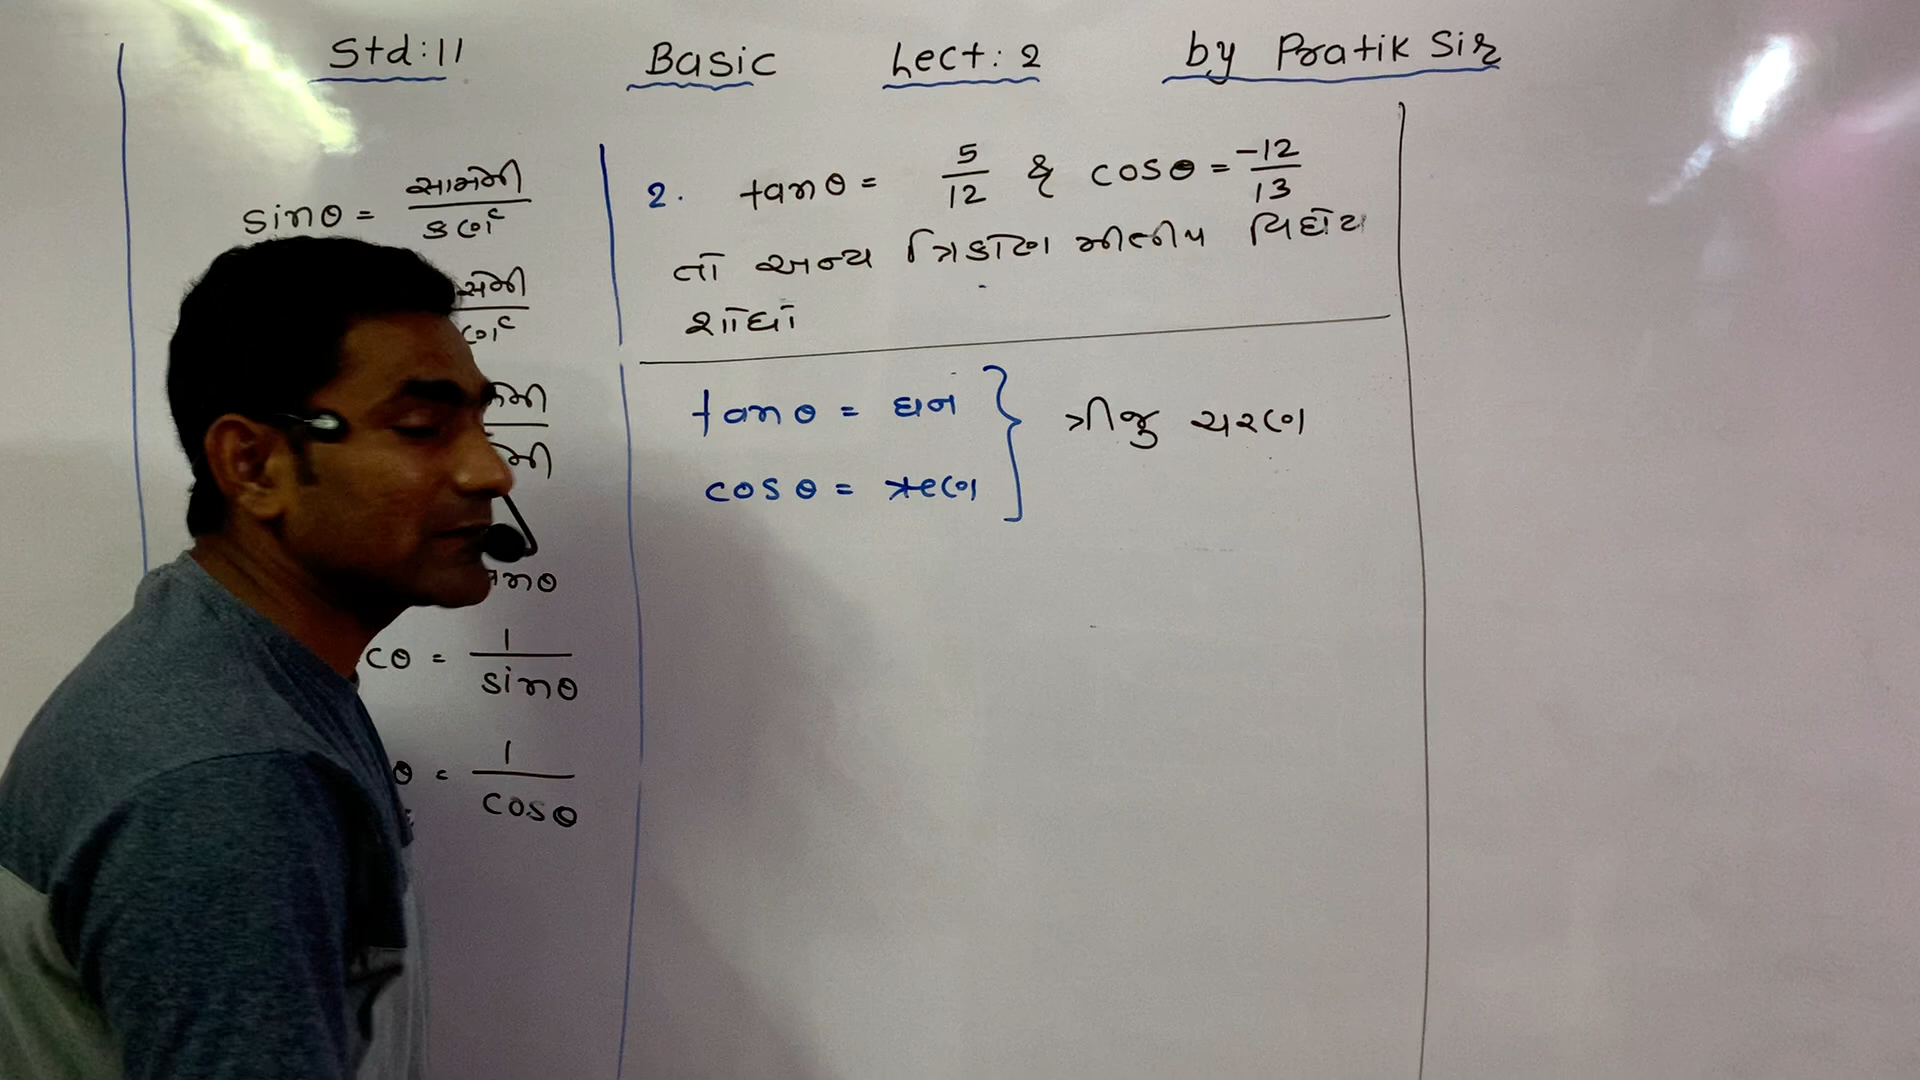 Std:11 Basic Lect: 2 by Pratik Sir
sinθ = સામેની / કર્ણ
cθ = 1 / sinθ
θ = 1 / cosθ
2. tanθ = 5/12 & cosθ = -12/13
તો અન્ય ત્રિકોણ મીતીય વિધેય
શોધો
tanθ = ધન
cosθ = ઋણ
} ત્રીજુ ચરણ